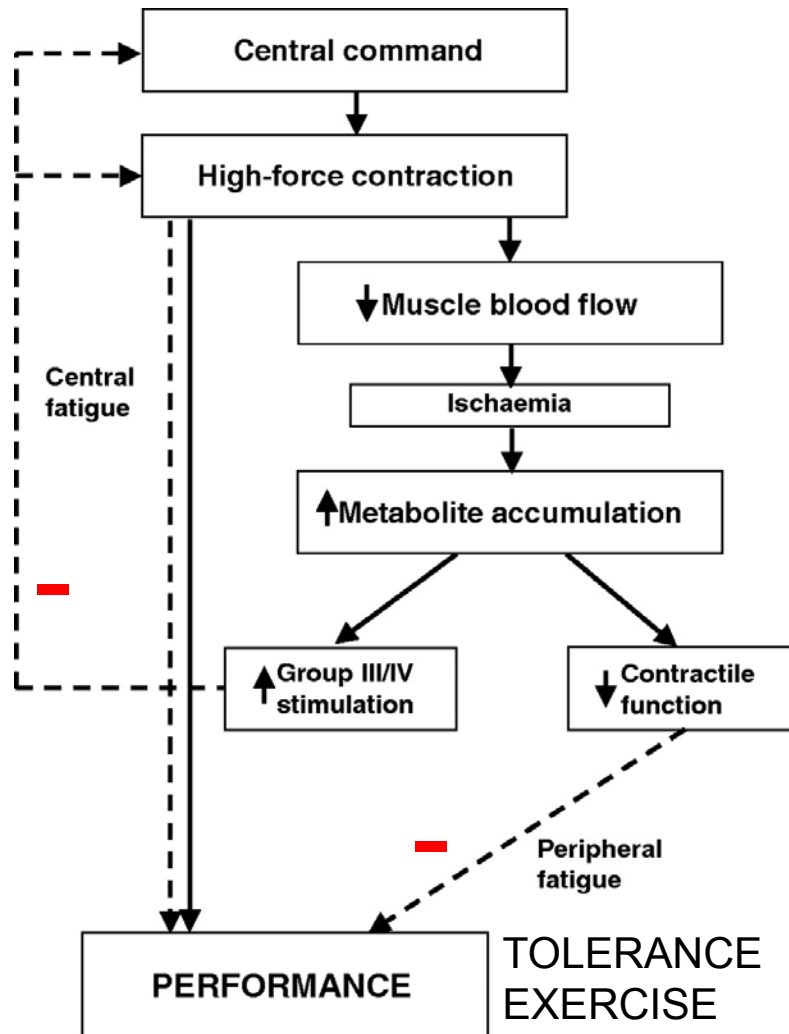 Central command
High-force contraction
Muscle blood flow
Central
fatigue
Ischaemia
Metabolite accumulation
Group III/IV
stimulation
Contractile
function
Peripheral
fatigue
PERFORMANCE
TOLERANCE
EXERCISE